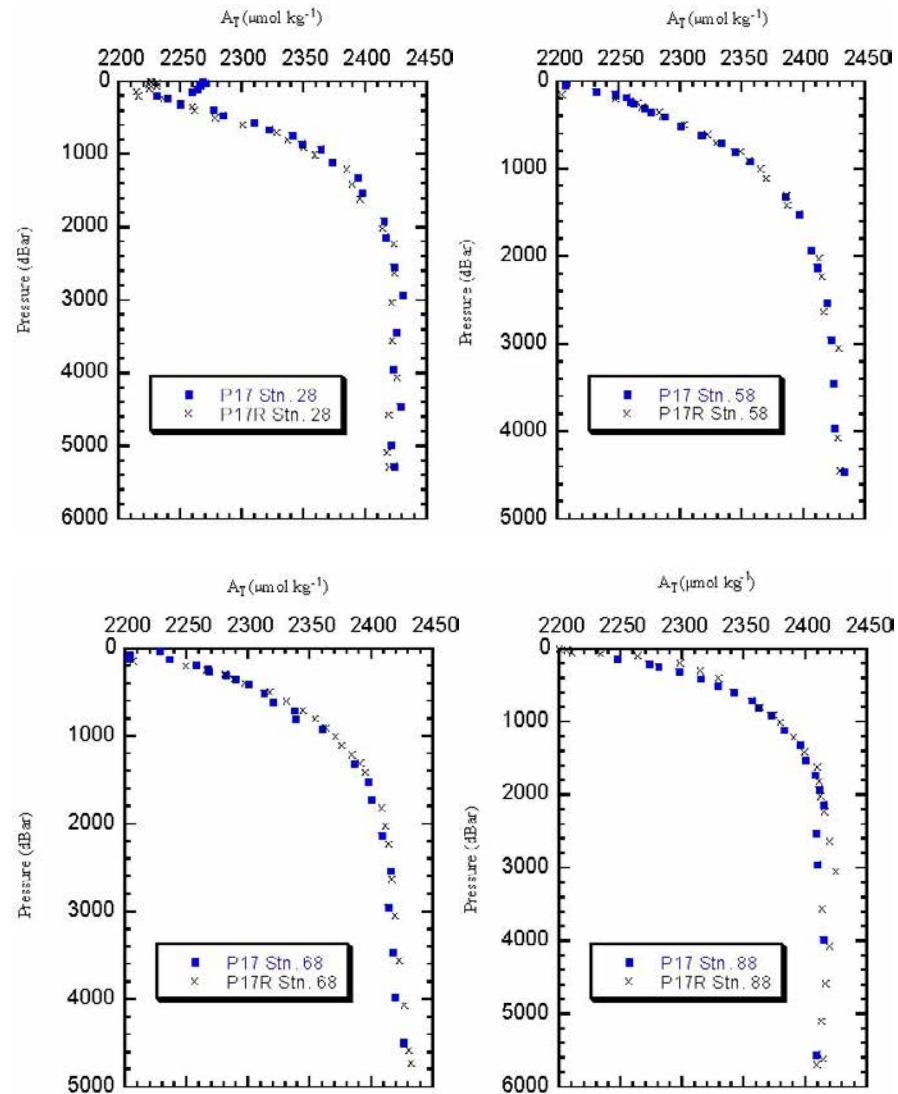 A_T (µmol kg⁻¹)
2200 2250 2300 2350 2400 2450
0
1000
2000
3000
4000
5000
6000
Pressure (dBar)
P17 Stn. 28
P17R Stn. 28
A_T (µmol kg⁻¹)
2200 2250 2300 2350 2400 2450
0
1000
2000
3000
4000
5000
Pressure (dBar)
P17 Stn. 58
P17R Stn. 58
A_T (µmol kg⁻¹)
2200 2250 2300 2350 2400 2450
0
1000
2000
3000
4000
5000
Pressure (dBar)
P17 Stn. 68
P17R Stn. 68
A_T (µmol kg⁻¹)
2200 2250 2300 2350 2400 2450
0
1000
2000
3000
4000
5000
6000
Pressure (dBar)
P17 Stn. 88
P17R Stn. 88